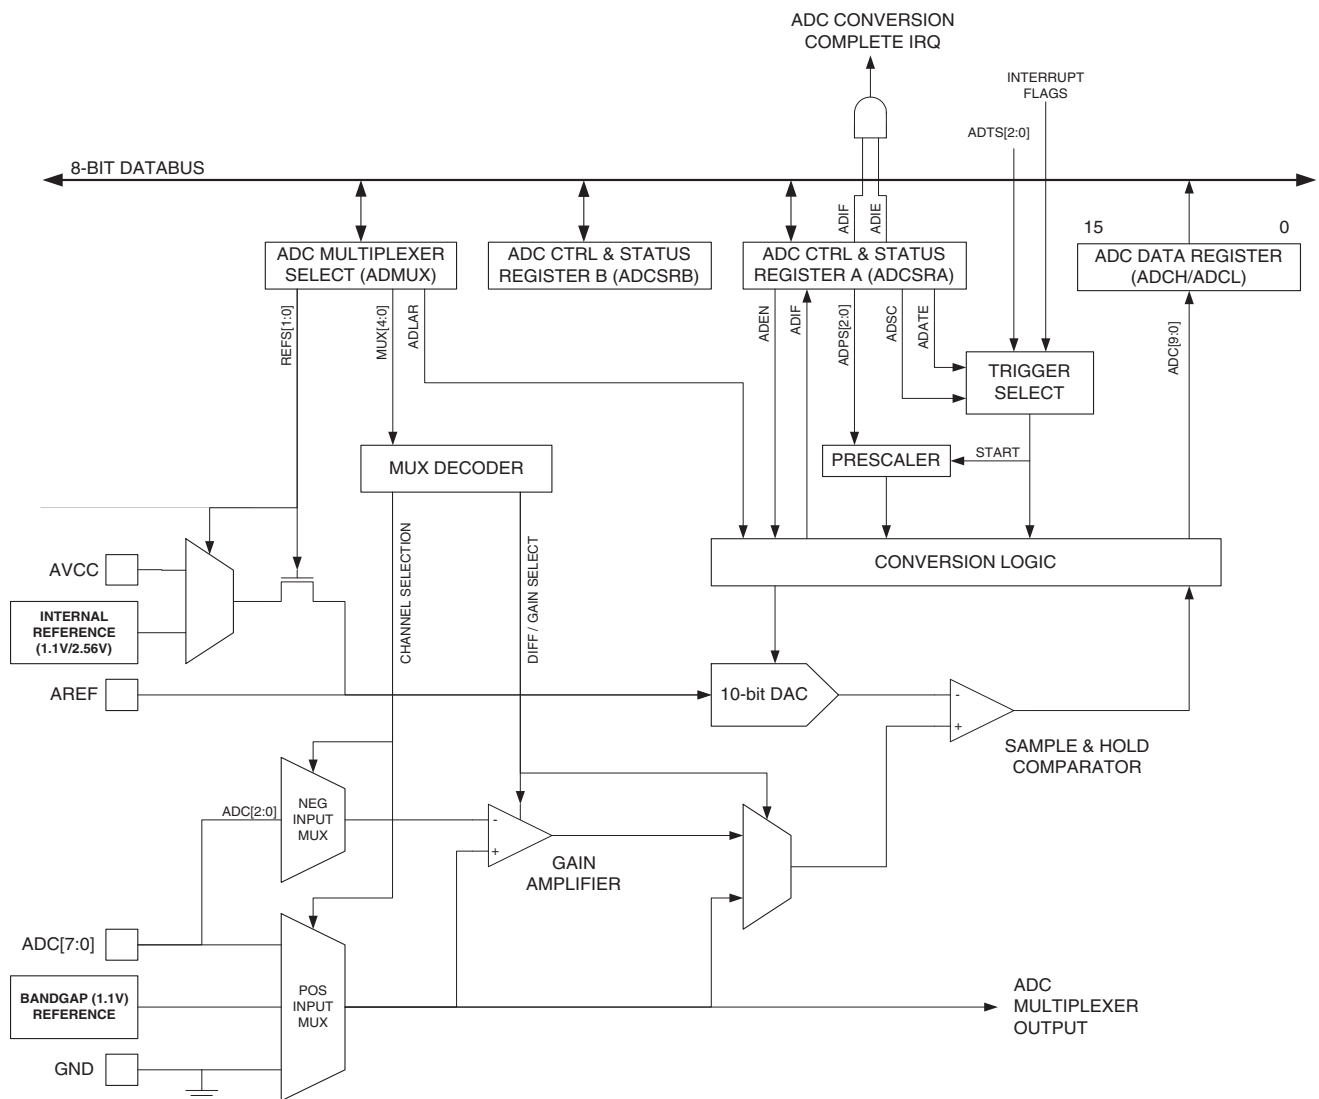 ADC CONVERSION
COMPLETE IRQ
INTERRUPT
FLAGS
ADTS[2:0]
8-BIT DATABUS
ADIF
ADIE
15
0
ADC MULTIPLEXER
SELECT (ADMUX)
ADC CTRL & STATUS
REGISTER B (ADCSRB)
ADC CTRL & STATUS
REGISTER A (ADCSRA)
ADC DATA REGISTER
(ADCH/ADCL)
REFS[1:0]
MUX[4:0]
ADLAR
ADEN
ADIF
ADPS[2:0]
ADSC
ADATE
ADC[9:0]
TRIGGER
SELECT
MUX DECODER
PRESCALER
START
CHANNEL SELECTION
DIFF / GAIN SELECT
CONVERSION LOGIC
AVCC
INTERNAL
REFERENCE
(1.1V/2.56V)
AREF
10-bit DAC
-
+
SAMPLE & HOLD
COMPARATOR
ADC[2:0]
NEG
INPUT
MUX
-
+
GAIN
AMPLIFIER
ADC[7:0]
BANDGAP (1.1V)
REFERENCE
POS
INPUT
MUX
ADC
MULTIPLEXER
OUTPUT
GND